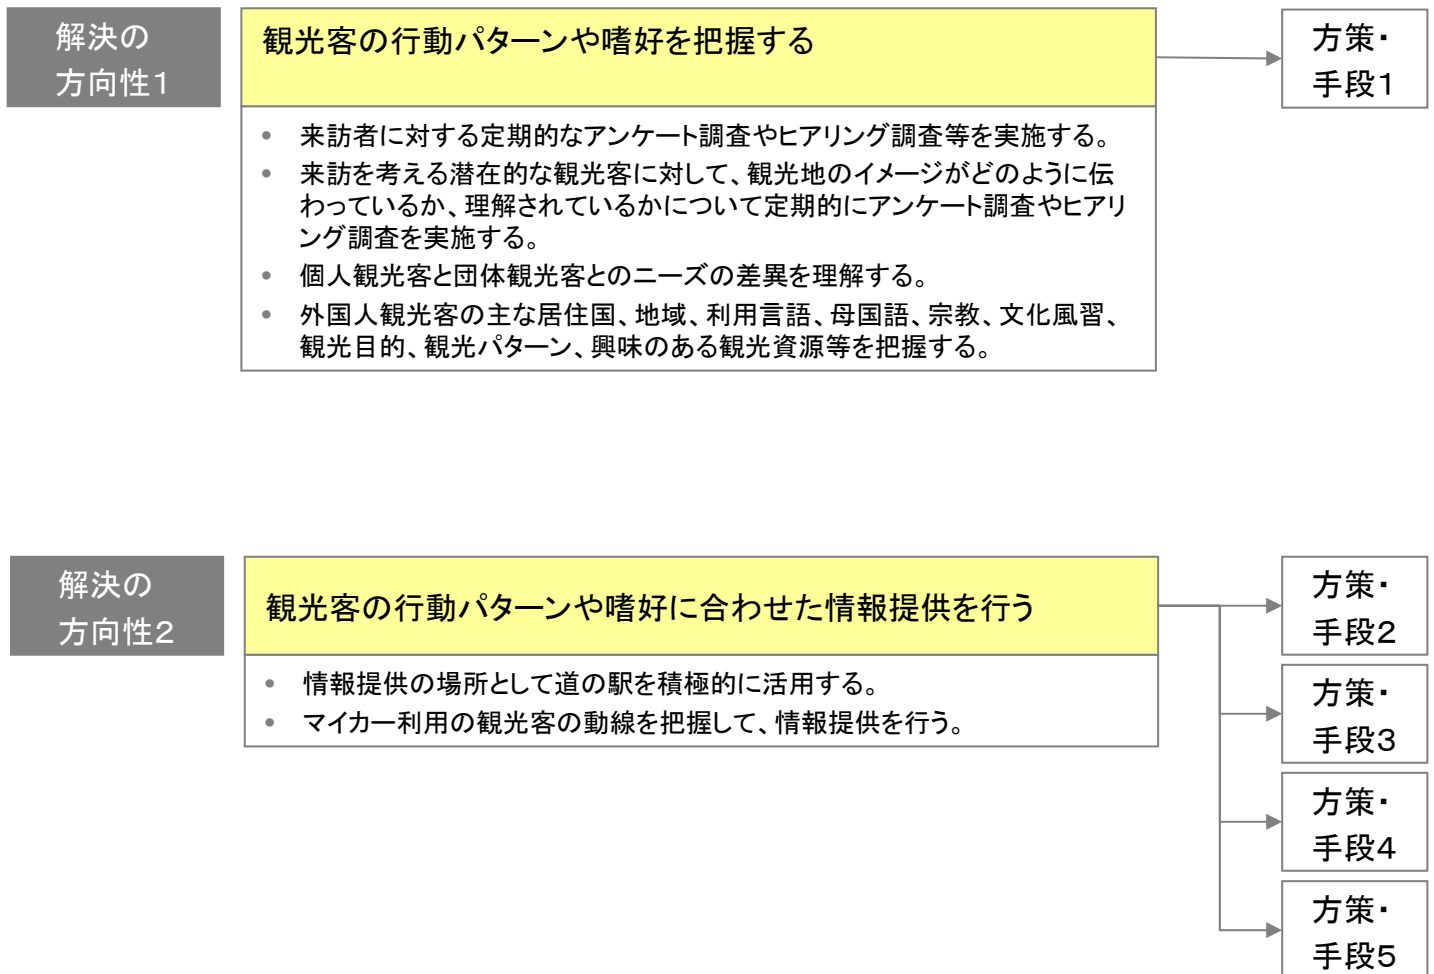 解決の
方向性1
観光客の行動パターンや嗜好を把握する
方策・
手段1
• 来訪者に対する定期的なアンケート調査やヒアリング調査等を実施する。
• 来訪を考える潜在的な観光客に対して、観光地のイメージがどのように伝
わっているか、理解されているかについて定期的にアンケート調査やヒアリ
ング調査を実施する。
• 個人観光客と団体観光客とのニーズの差異を理解する。
• 外国人観光客の主な居住国、地域、利用言語、母国語、宗教、文化風習、
観光目的、観光パターン、興味のある観光資源等を把握する。
解決の
方向性2
観光客の行動パターンや嗜好に合わせた情報提供を行う
• 情報提供の場所として道の駅を積極的に活用する。
• マイカー利用の観光客の動線を把握して、情報提供を行う。
方策・
手段2
方策・
手段3
方策・
手段4
方策・
手段5